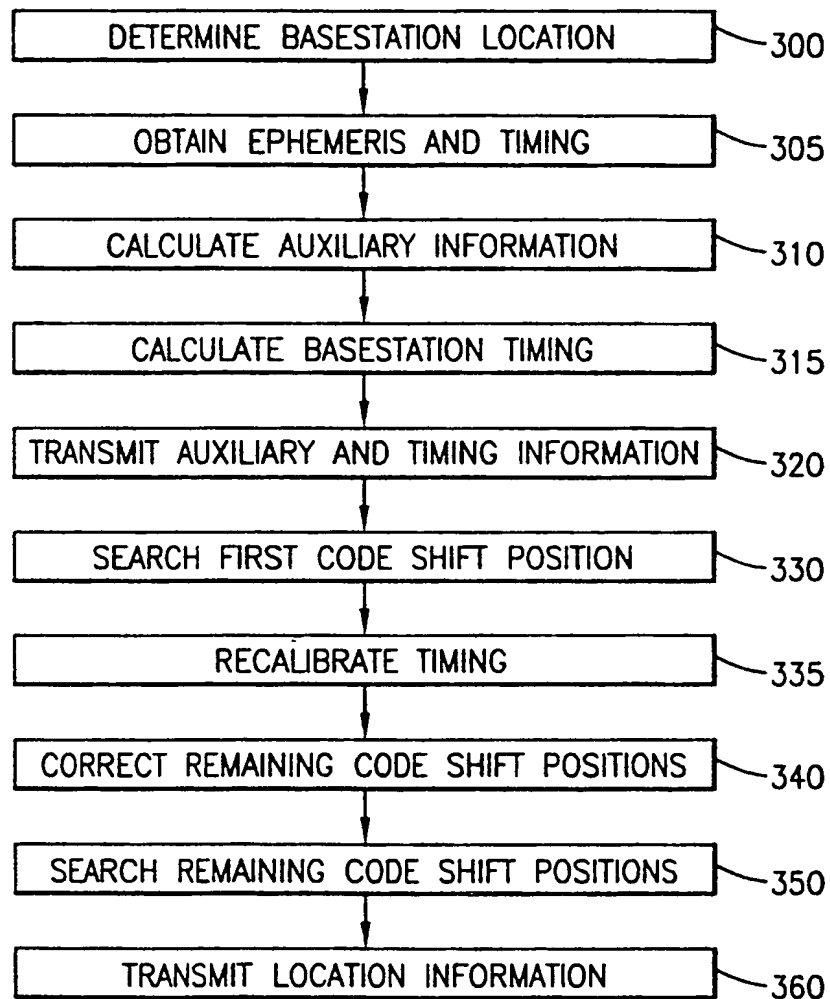 DETERMINE BASESTATION LOCATION 300
OBTAIN EPHEMERIS AND TIMING 305
CALCULATE AUXILIARY INFORMATION 310
CALCULATE BASESTATION TIMING 315
TRANSMIT AUXILIARY AND TIMING INFORMATION 320
SEARCH FIRST CODE SHIFT POSITION 330
RECALIBRATE TIMING 335
CORRECT REMAINING CODE SHIFT POSITIONS 340
SEARCH REMAINING CODE SHIFT POSITIONS 350
TRANSMIT LOCATION INFORMATION 360